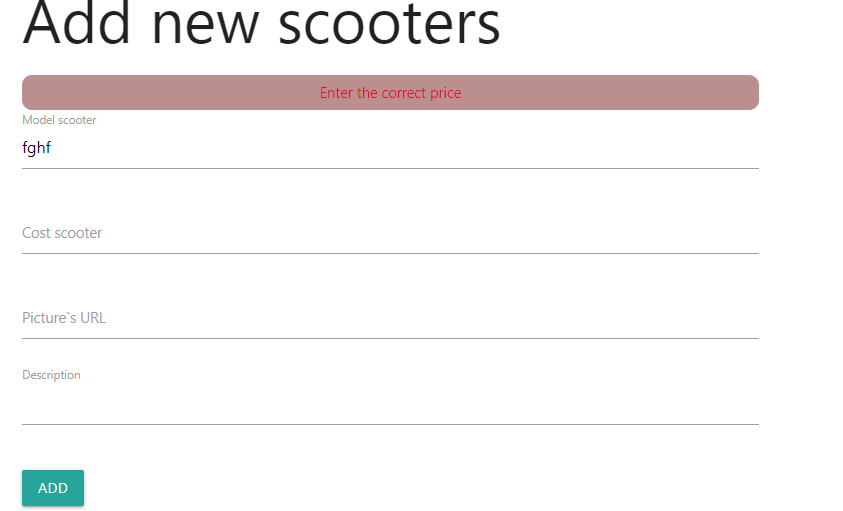 Add new scooters
Enter the correct price
Model scooter
fghf
Cost scooter
Picture`s URL
Description
ADD